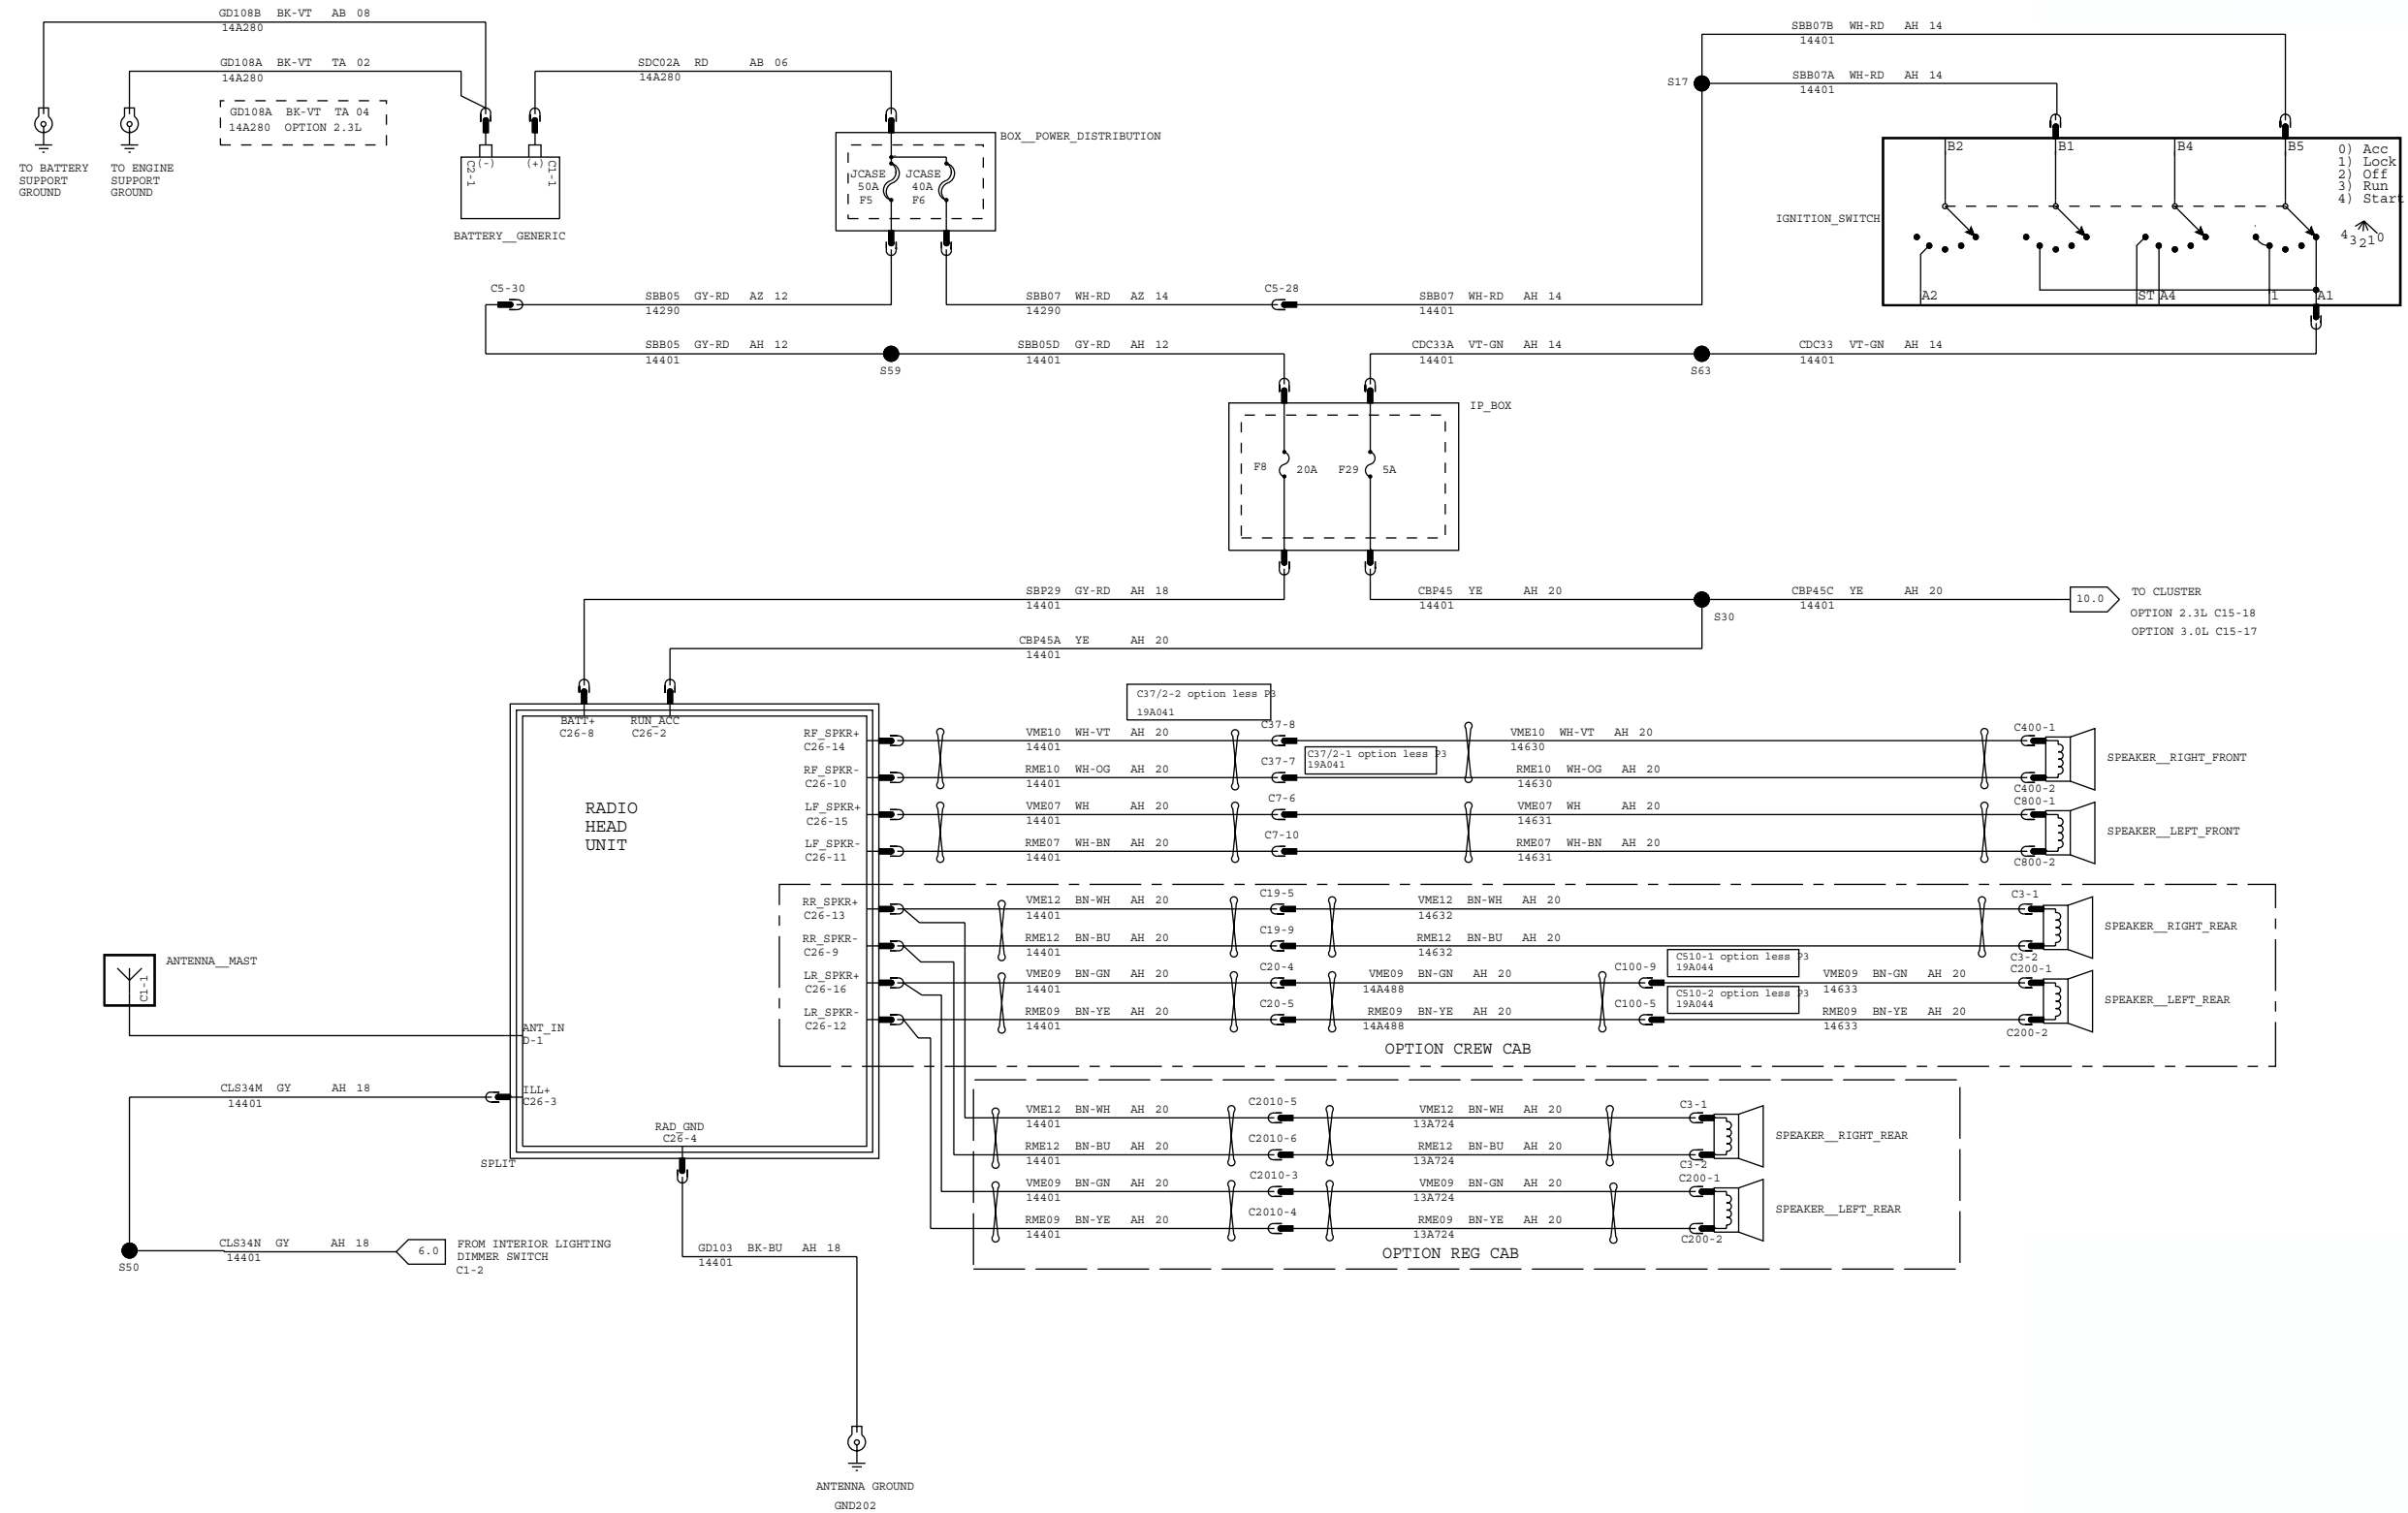 GD108B BK-VT AB 08
14A280
GD108A BK-VT TA 02
14A280
GD108A BK-VT TA 04
14A280 OPTION 2.3L
TO BATTERY
SUPPORT
GROUND
TO ENGINE
SUPPORT
GROUND
C2-1
(-)
(+)
C1-1
BATTERY__GENERIC
SDC02A RD AB 06
14A280
BOX__POWER_DISTRIBUTION
JCASE
50A
F5
JCASE
40A
F6
SBB07B WH-RD AH 14
14401
S17
SBB07A WH-RD AH 14
14401
IGNITION_SWITCH
B2
B1
B4
B5
0) Acc
1) Lock
2) Off
3) Run
4) Start
4 3 2 1 0
A2
ST
A4
1
A1
C5-30
SBB05 GY-RD AZ 12
14290
SBB07 WH-RD AZ 14
14290
C5-28
SBB07 WH-RD AH 14
14401
SBB05 GY-RD AH 12
14401
S59
SBB05D GY-RD AH 12
14401
CDC33A VT-GN AH 14
14401
S63
CDC33 VT-GN AH 14
14401
IP_BOX
F8
20A
F29
5A
SBP29 GY-RD AH 18
14401
CBP45 YE AH 20
14401
S30
CBP45C YE AH 20
14401
10.0
TO CLUSTER
OPTION 2.3L C15-18
OPTION 3.0L C15-17
CBP45A YE AH 20
14401
BATT+
C26-8
RUN_ACC
C26-2
RADIO
HEAD
UNIT
C37/2-2 option less P3
19A041
RF_SPKR+
C26-14
VME10 WH-VT AH 20
14401
C37-8
VME10 WH-VT AH 20
14630
C400-1
C37/2-1 option less P3
19A041
RF_SPKR-
C26-10
RME10 WH-OG AH 20
14401
C37-7
RME10 WH-OG AH 20
14630
C400-2
SPEAKER__RIGHT_FRONT
LF_SPKR+
C26-15
VME07 WH AH 20
14401
C7-6
VME07 WH AH 20
14631
C800-1
LF_SPKR-
C26-11
RME07 WH-BN AH 20
14401
C7-10
RME07 WH-BN AH 20
14631
C800-2
SPEAKER__LEFT_FRONT
RR_SPKR+
C26-13
VME12 BN-WH AH 20
14401
C19-5
VME12 BN-WH AH 20
14632
C3-1
RR_SPKR-
C26-9
RME12 BN-BU AH 20
14401
C19-9
RME12 BN-BU AH 20
14632
C3-2
SPEAKER__RIGHT_REAR
C510-1 option less P3
19A044
LR_SPKR+
C26-16
VME09 BN-GN AH 20
14401
C20-4
VME09 BN-GN AH 20
14A488
C100-9
VME09 BN-GN AH 20
14633
C200-1
C510-2 option less P3
19A044
LR_SPKR-
C26-12
RME09 BN-YE AH 20
14401
C20-5
RME09 BN-YE AH 20
14A488
C100-5
RME09 BN-YE AH 20
14633
C200-2
SPEAKER__LEFT_REAR
OPTION CREW CAB
ANTENNA__MAST
C1-1
ANT_IN
D-1
CLS34M GY AH 18
14401
ILL+
C26-3
RAD_GND
C26-4
SPLIT
VME12 BN-WH AH 20
14401
C2010-5
VME12 BN-WH AH 20
13A724
C3-1
RME12 BN-BU AH 20
14401
C2010-6
RME12 BN-BU AH 20
13A724
C3-2
SPEAKER__RIGHT_REAR
VME09 BN-GN AH 20
14401
C2010-3
VME09 BN-GN AH 20
13A724
C200-1
RME09 BN-YE AH 20
14401
C2010-4
RME09 BN-YE AH 20
13A724
C200-2
SPEAKER__LEFT_REAR
OPTION REG CAB
S50
CLS34N GY AH 18
14401
6.0
FROM INTERIOR LIGHTING
DIMMER SWITCH
C1-2
GD103 BK-BU AH 18
14401
ANTENNA GROUND
GND202